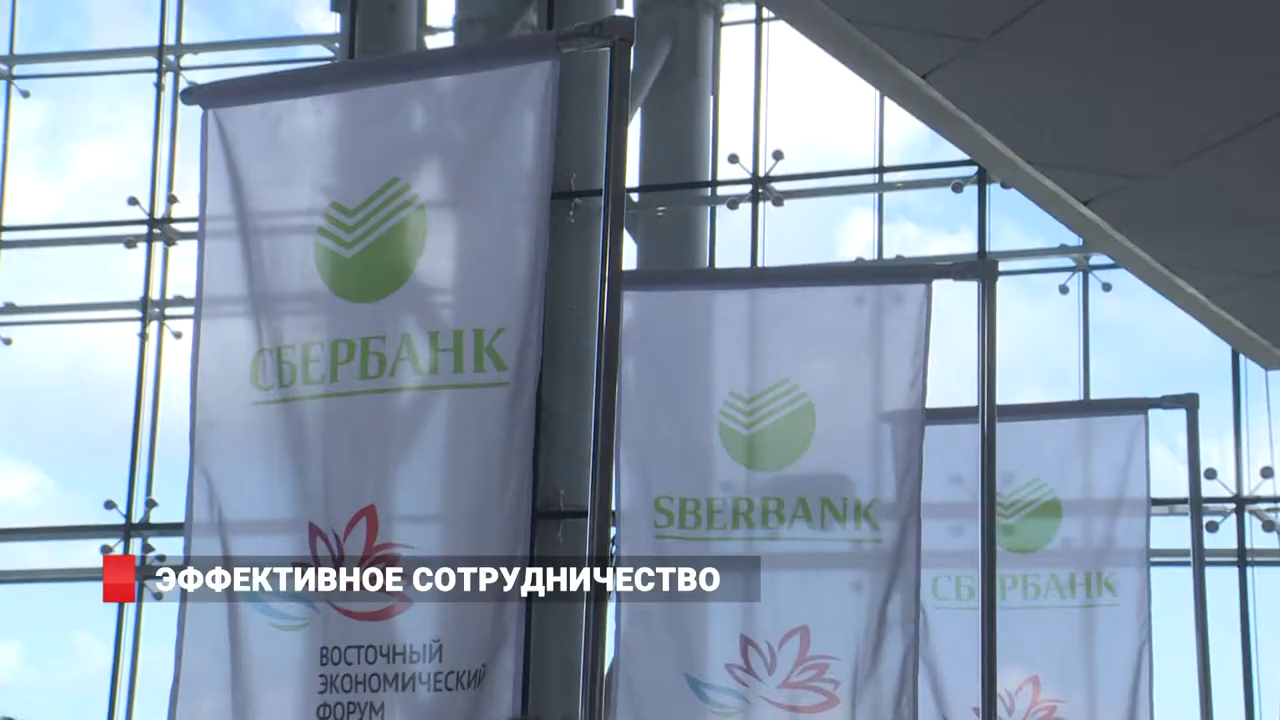 СБЕРБАНК
ВОСТОЧНЫЙ
ЭКОНОМИЧЕСКИЙ
ФОРУМ
SBERBANK
СБЕРБАНК
ЭФФЕКТИВНОЕ СОТРУДНИЧЕСТВО